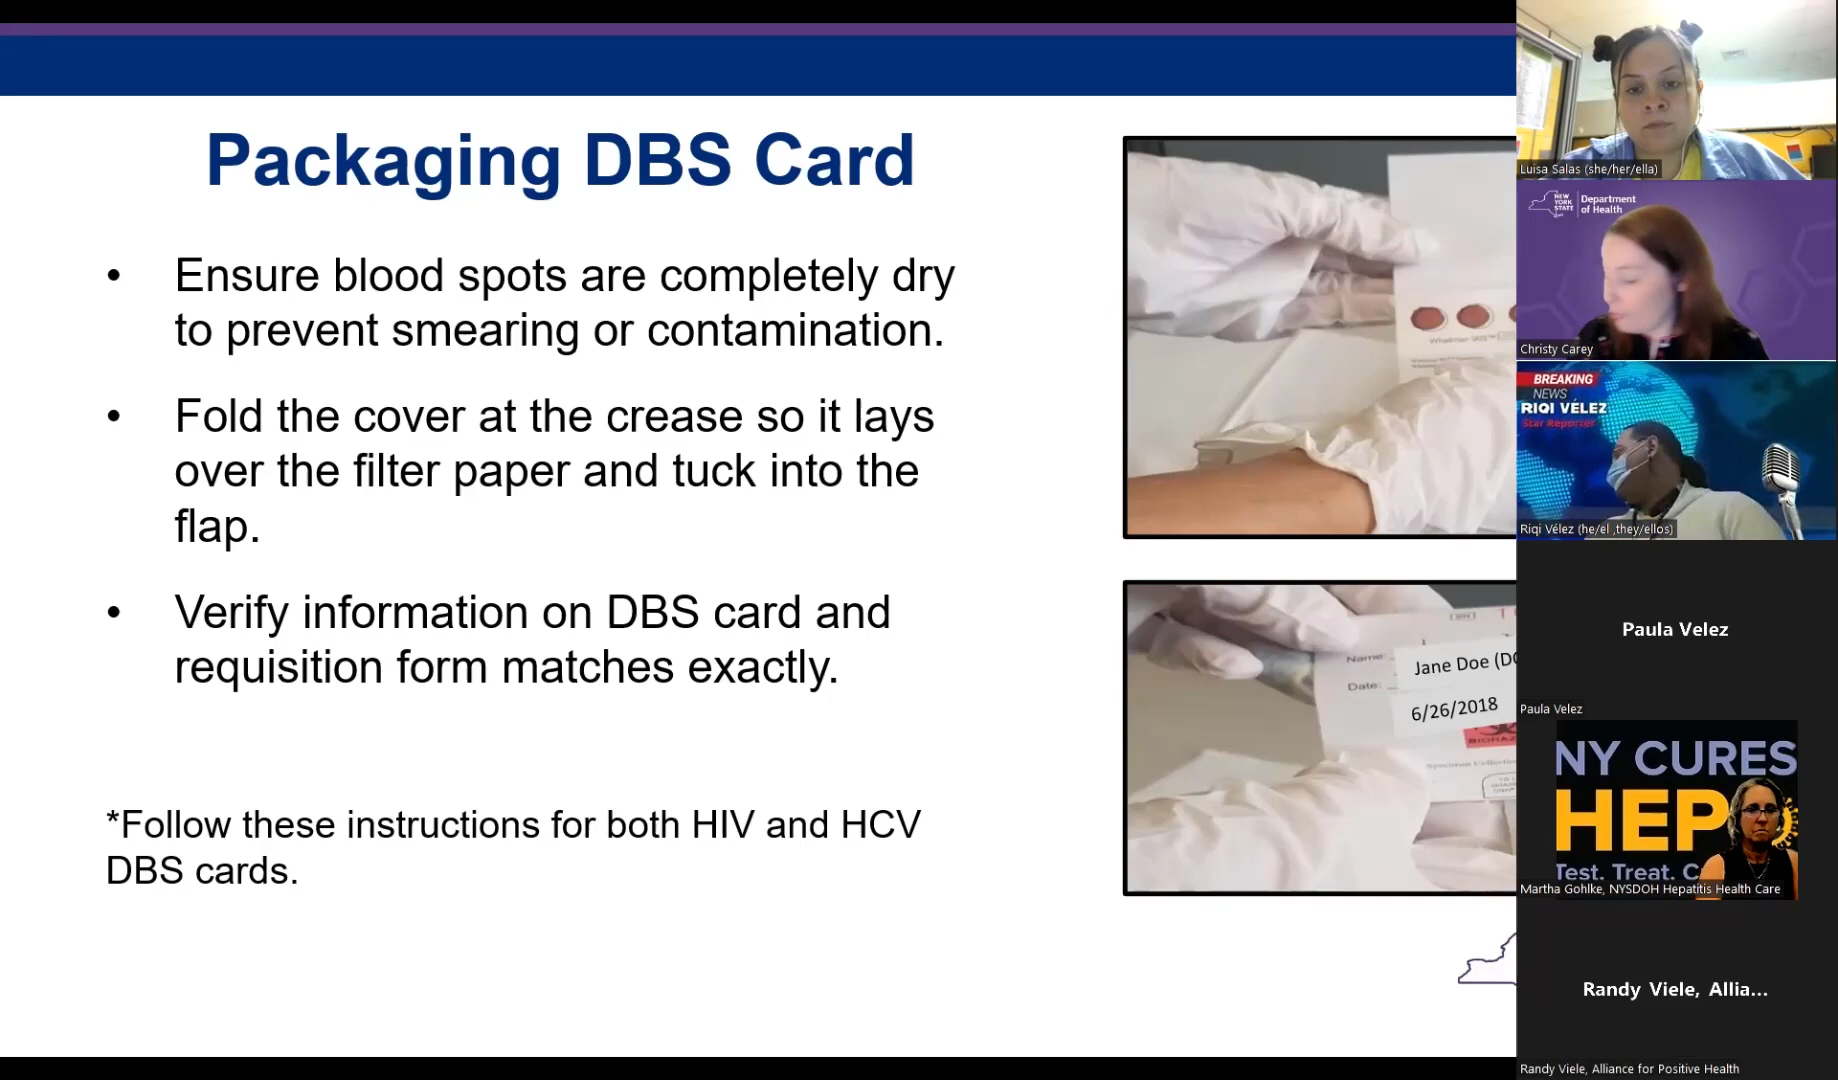 Packaging DBS Card
• Ensure blood spots are completely dry
to prevent smearing or contamination.
• Fold the cover at the crease so it lays
over the filter paper and tuck into the
flap.
• Verify information on DBS card and
requisition form matches exactly.
*Follow these instructions for both HIV and HCV
DBS cards.
Name:
Jane Doe (DO
Date:
6/26/2018
Luisa Salas (she/her/ella)
NEW
YORK
STATE
Department
of Health
Christy Carey
BREAKING
NEWS
RIQI VÉLEZ
Star Reporter
Riqi Vélez (he/el ,they/ellos)
Paula Velez
Paula Velez
NY CURES
HEP
Test. Treat. C
Martha Gohlke, NYSDOH Hepatitis Health Care
Randy Viele, Allia...
Randy Viele, Alliance for Positive Health